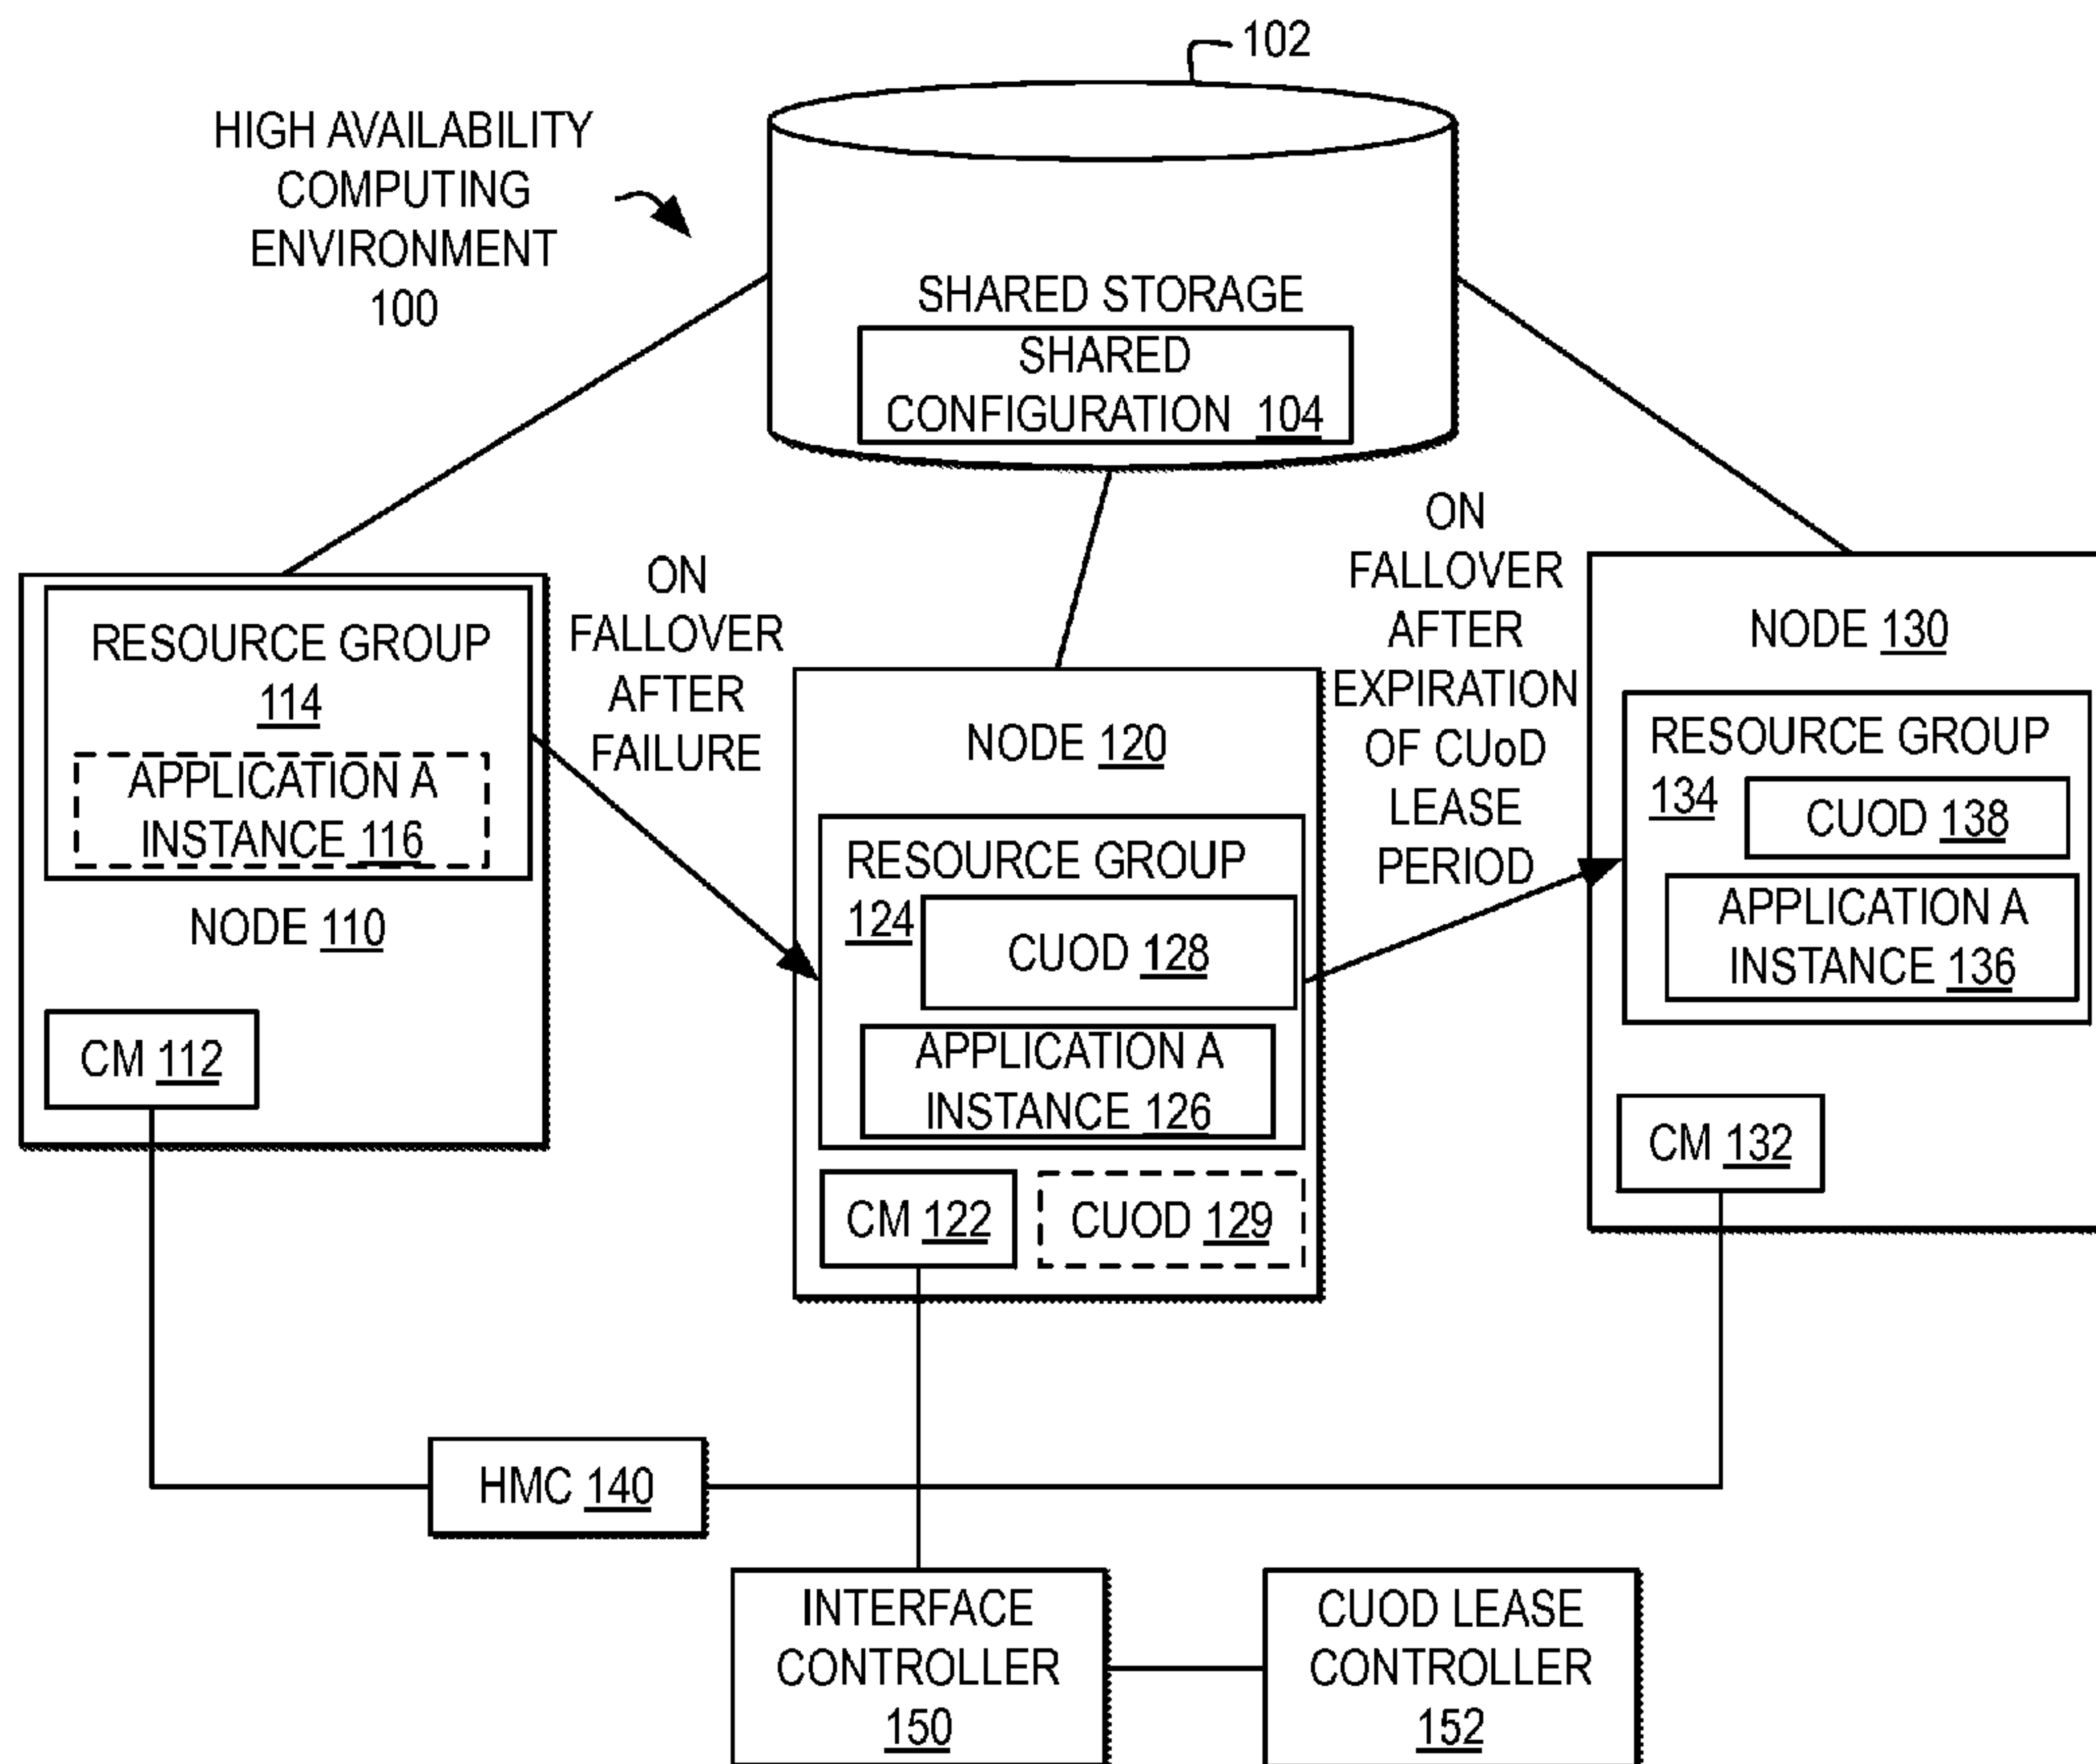 102
HIGH AVAILABILITY
COMPUTING
ENVIRONMENT
100
SHARED STORAGE
SHARED
CONFIGURATION 104
RESOURCE GROUP
114
APPLICATION A
INSTANCE 116
NODE 110
CM 112
ON
FALLOVER
AFTER
FAILURE
NODE 120
RESOURCE GROUP
124
CUOD 128
APPLICATION A
INSTANCE 126
CM 122
CUOD 129
ON
FALLOVER
AFTER
EXPIRATION
OF CUoD
LEASE
PERIOD
NODE 130
RESOURCE GROUP
134
CUOD 138
APPLICATION A
INSTANCE 136
CM 132
HMC 140
INTERFACE
CONTROLLER
150
CUOD LEASE
CONTROLLER
152